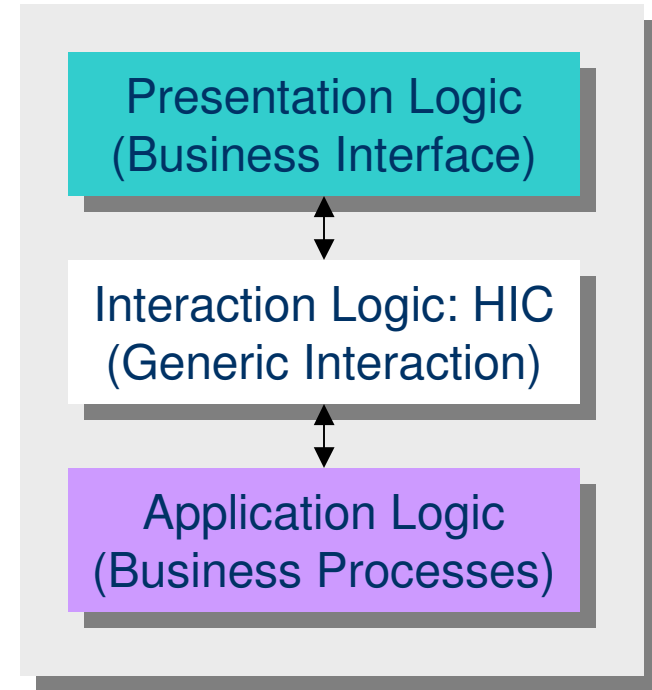 Presentation Logic
(Business Interface)
Interaction Logic: HIC
(Generic Interaction)
Application Logic
(Business Processes)